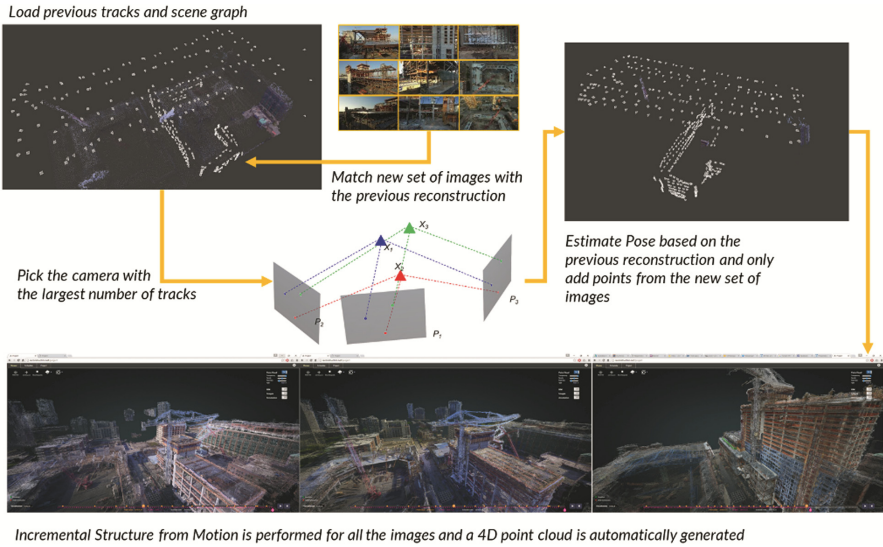 Load previous tracks and scene graph
Match new set of images with
the previous reconstruction
Pick the camera with
the largest number of tracks
X₃
X₁
X₂
P₂
P₁
P₃
Estimate Pose based on the
previous reconstruction and only
add points from the new set of
images
Incremental Structure from Motion is performed for all the images and a 4D point cloud is automatically generated